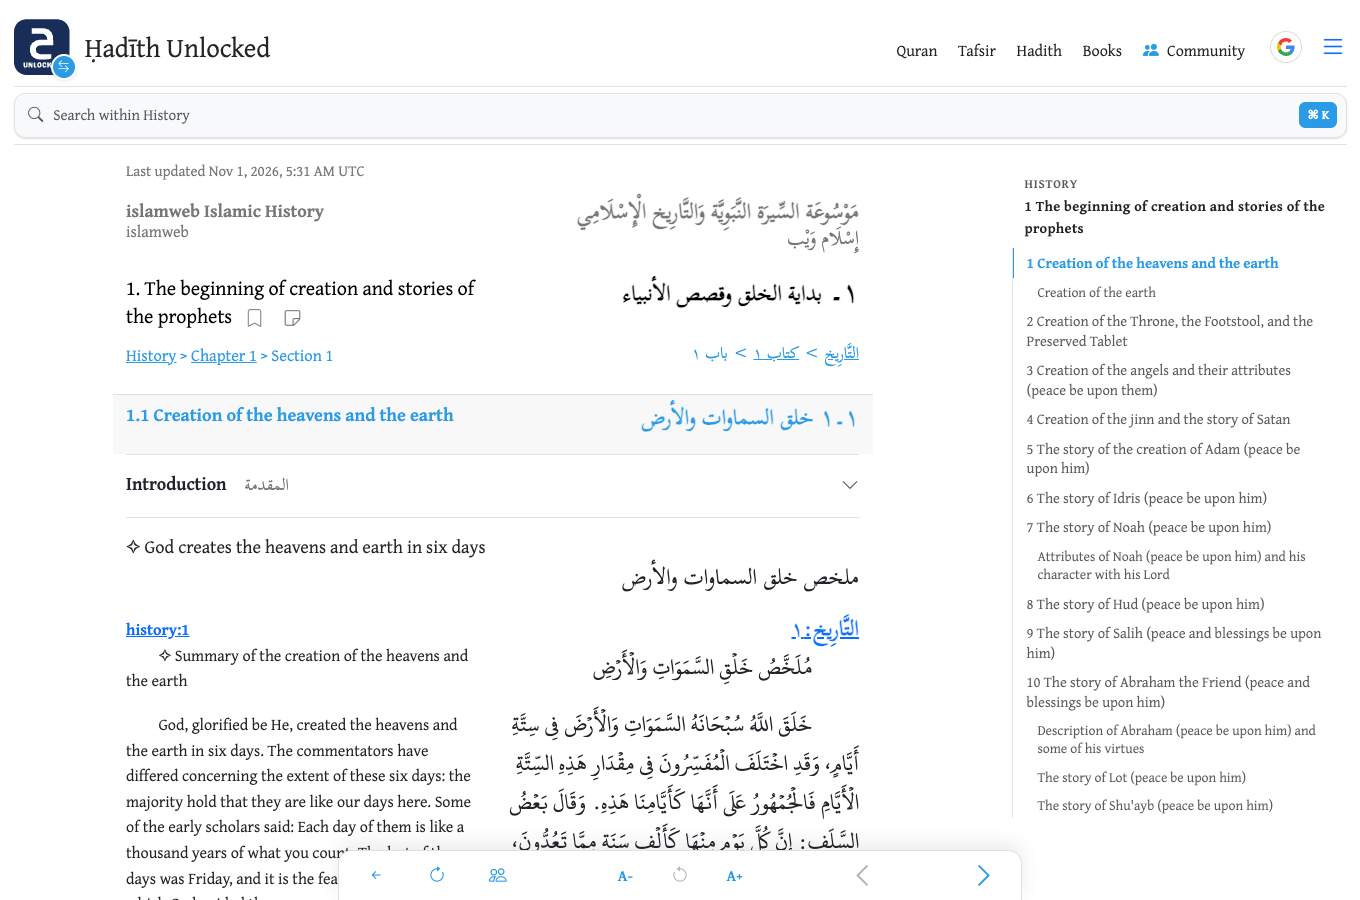 UNLOCK
Ḥadīth Unlocked
Quran Tafsir Hadith Books Community
Search within History
⌘ K
Last updated Nov 1, 2026, 5:31 AM UTC
islamweb Islamic History
islamweb
مَوْسُوعَة السِّيرَة النَّبَوِيَّة وَالتَّارِيخ الْإِسْلَامِي
إِسْلَام وَيْب
1. The beginning of creation and stories of
the prophets
١ـ بداية الخلق وقصص الأنبياء
History > Chapter 1 > Section 1
التَّارِيخ > كتاب ١ > باب ١
1.1 Creation of the heavens and the earth
١ـ١ خلق السماوات والأرض
Introduction المقدمة
✧ God creates the heavens and earth in six days
ملخص خلق السماوات والأرض
history:1
✧ Summary of the creation of the heavens and
the earth
God, glorified be He, created the heavens and
the earth in six days. The commentators have
differed concerning the extent of these six days: the
majority hold that they are like our days here. Some
of the early scholars said: Each day of them is like a
thousand years of what you count.
days was Friday, and it is the
التَّارِيخ:١
مُلَخَّصُ خَلْقِ السَّمَوَاتِ وَالْأَرْضِ
خَلَقَ اللَّهُ سُبْحَانَهُ السَّمَوَاتِ وَالْأَرْضَ فِي سِتَّةِ
أَيَّامٍ، وَقَدِ اخْتَلَفَ الْمُفَسِّرُونَ فِي مِقْدَارِ هَذِهِ السِّتَّةِ
الْأَيَّامِ فَالْجُمْهُورُ عَلَى أَنَّهَا كَأَيَّامِنَا هَذِهِ. وَقَالَ بَعْضُ
السَّلَفِ: إِنَّ كُلَّ يَوْمٍ مِنْهَا كَأَلْفِ سَنَةٍ مِمَّا تَعُدُّونَ،
A- A+
HISTORY
1 The beginning of creation and stories of the
prophets
1 Creation of the heavens and the earth
Creation of the earth
2 Creation of the Throne, the Footstool, and the
Preserved Tablet
3 Creation of the angels and their attributes
(peace be upon them)
4 Creation of the jinn and the story of Satan
5 The story of the creation of Adam (peace be
upon him)
6 The story of Idris (peace be upon him)
7 The story of Noah (peace be upon him)
Attributes of Noah (peace be upon him) and his
character with his Lord
8 The story of Hud (peace be upon him)
9 The story of Salih (peace and blessings be upon
him)
10 The story of Abraham the Friend (peace and
blessings be upon him)
Description of Abraham (peace be upon him) and
some of his virtues
The story of Lot (peace be upon him)
The story of Shu'ayb (peace be upon him)